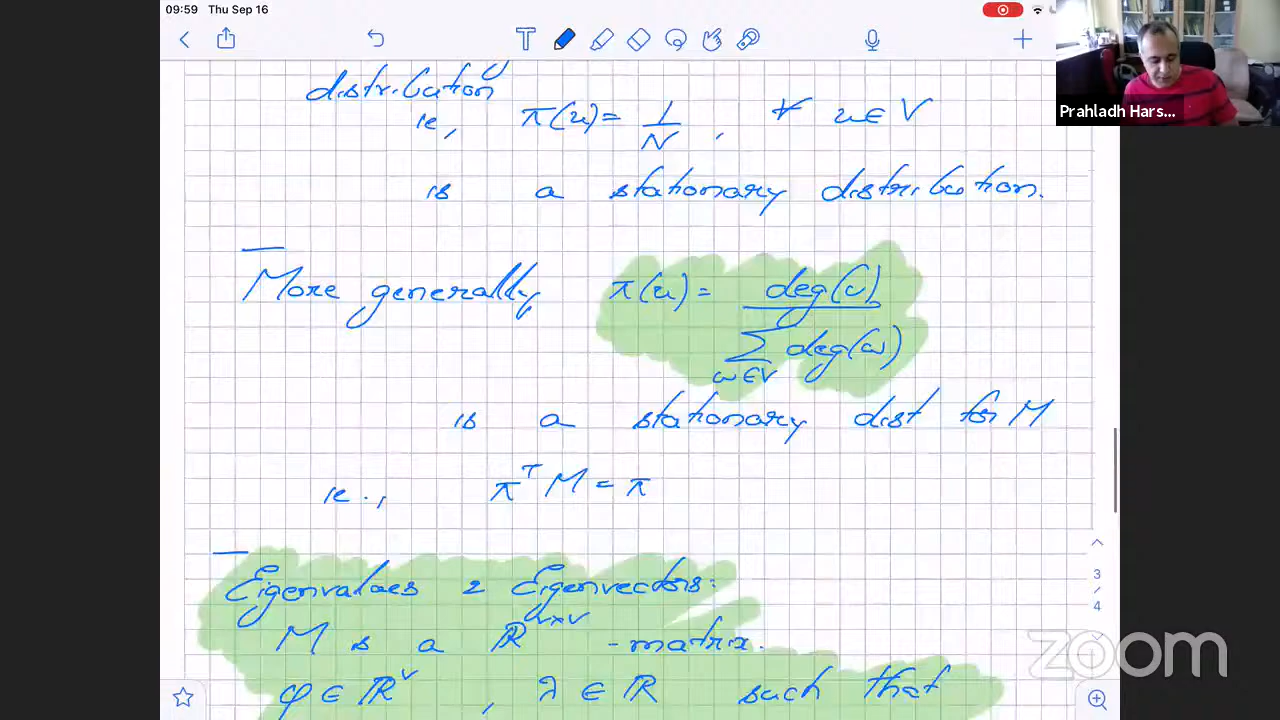 09:59 Thu Sep 16
Prahladh Hars...
distribution
ie, π(u) = 1/N , ∀ u ∈ V
is a stationary distribution.
More generally, π(u) = deg(u) / Σ_{w∈V} deg(w)
is a stationary dist for M
ie., π^T M = π
Eigenvalues & Eigenvectors:
M is a ℝ^{V×V} -matrix.
φ ∈ ℝ^V , λ ∈ ℝ such that
3
/
4
zoom